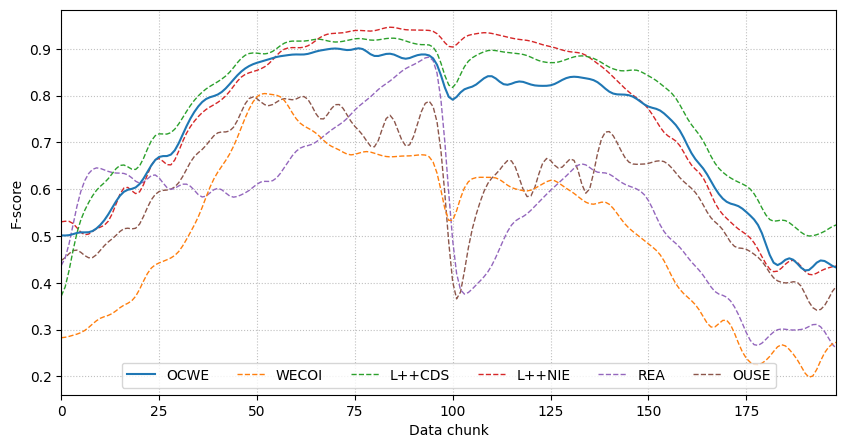 F-score
0.9
0.8
0.7
0.6
0.5
0.4
0.3
0.2
OCWE WECOI L++CDS L++NIE REA OUSE
0 25 50 75 100 125 150 175
Data chunk